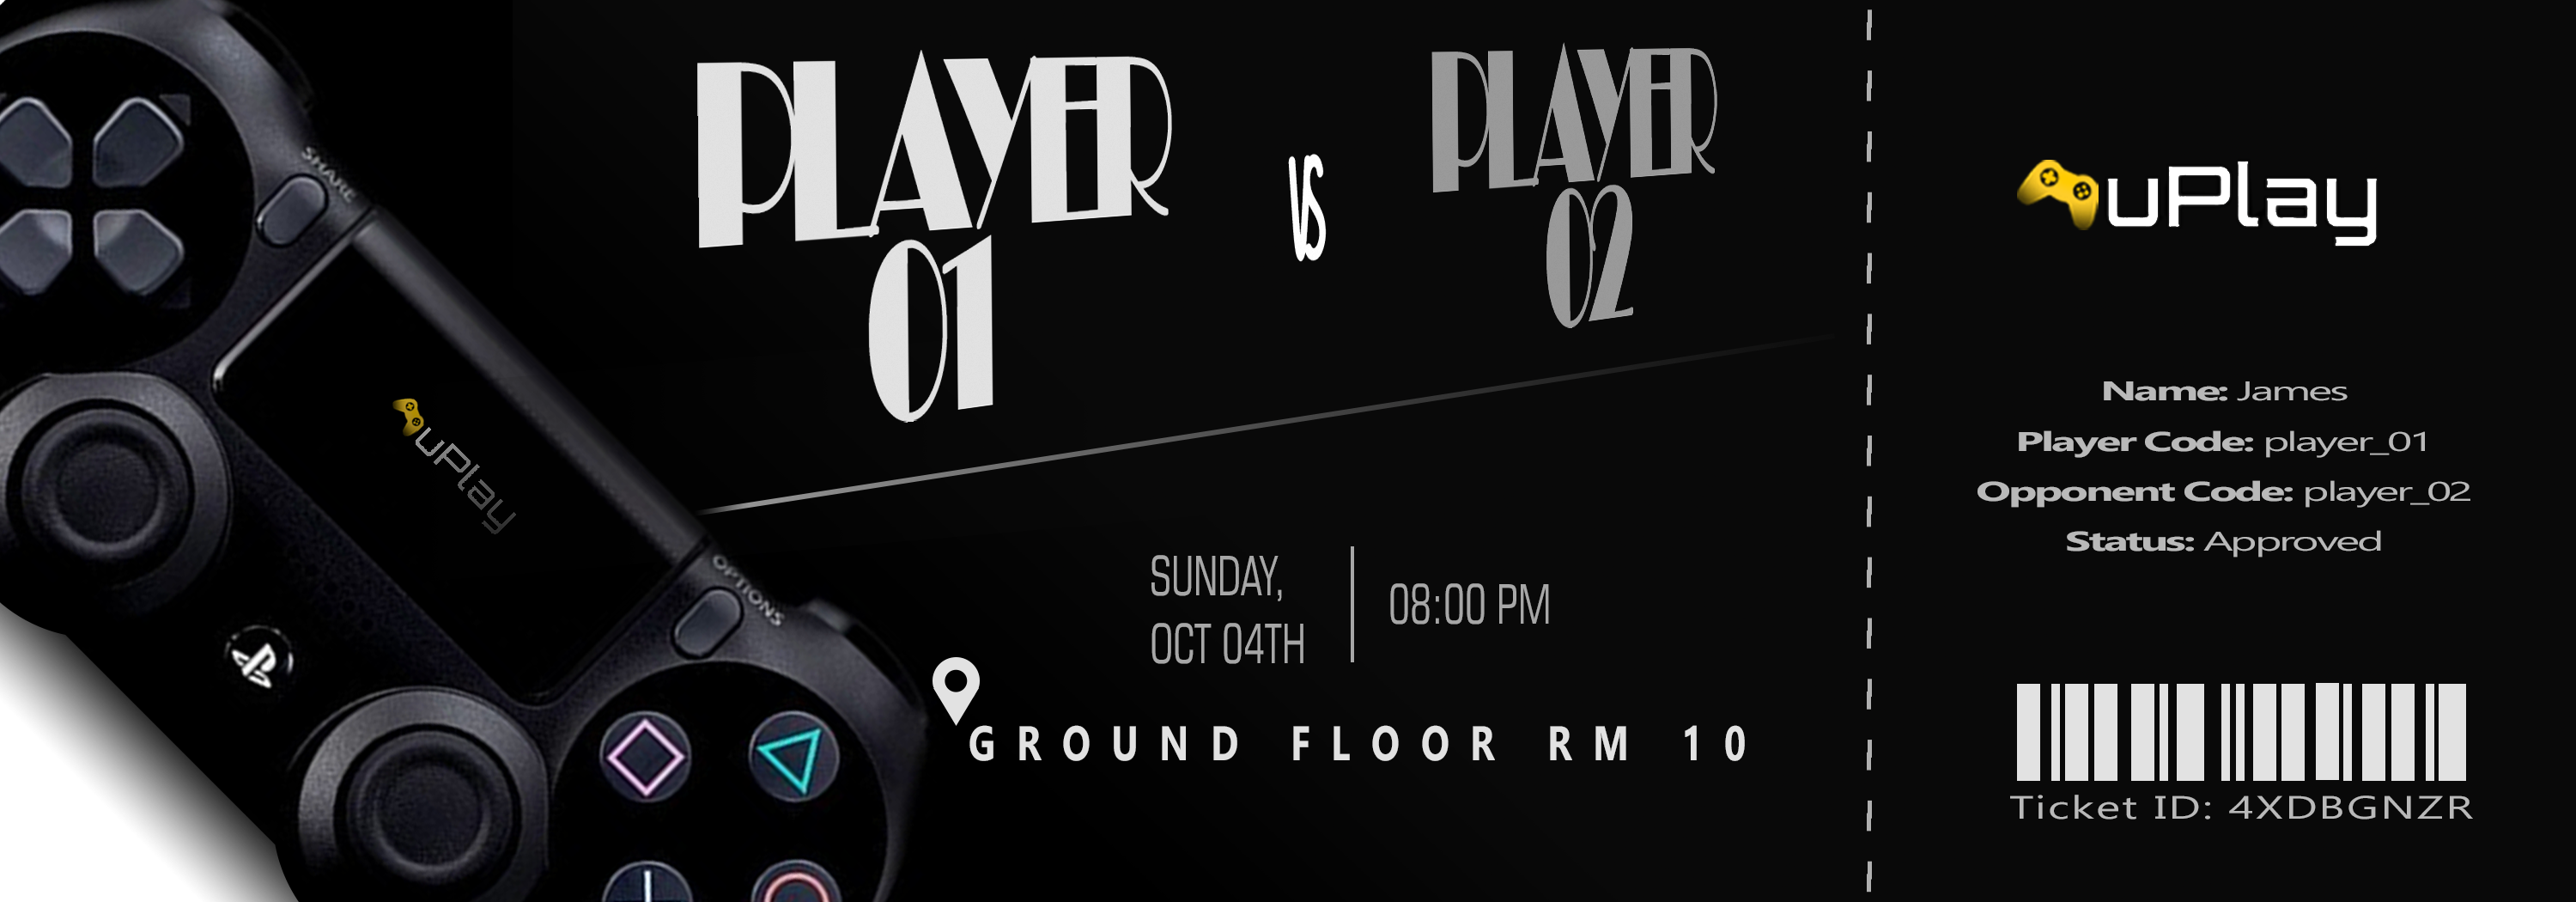 SHARE
uPlay
OPTIONS
PLAYER
01
VS
PLAYER
02
SUNDAY,
OCT 04TH
08:00 PM
GROUND FLOOR RM 10
uPlay
Name: James
Player Code: player_01
Opponent Code: player_02
Status: Approved
Ticket ID: 4XDBGNZR